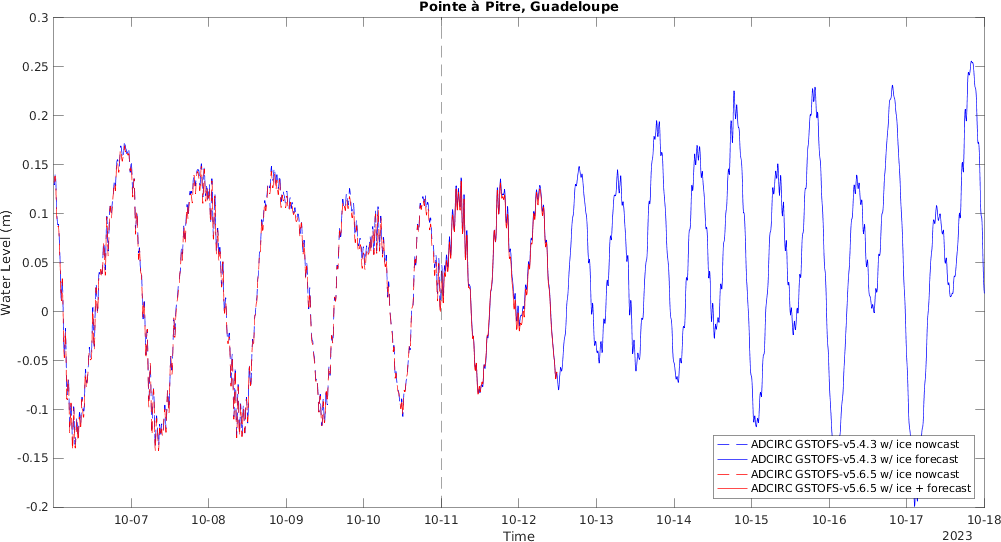 Pointe à Pitre, Guadeloupe
0.3
0.25
0.2
0.15
0.1
0.05
0
-0.05
-0.1
-0.15
-0.2
Water Level (m)
ADCIRC GSTOFS-v5.4.3 w/ ice nowcast
ADCIRC GSTOFS-v5.4.3 w/ ice forecast
ADCIRC GSTOFS-v5.6.5 w/ ice nowcast
ADCIRC GSTOFS-v5.6.5 w/ ice + forecast
10-07 10-08 10-09 10-10 10-11 10-12 10-13 10-14 10-15 10-16 10-17 10-18
Time
2023